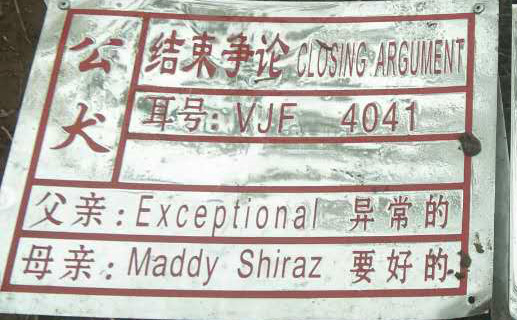 公犬
结束争论 CLOSING ARGUMENT
耳号: VJF 4041
父亲: Exceptional 异常的
母亲: Maddy Shiraz 要好的